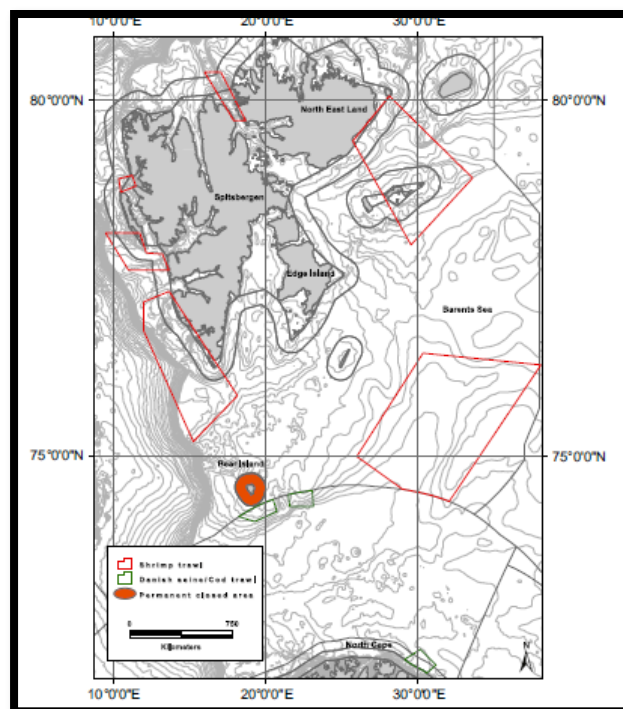 10°0'0"E 20°0'0"E 30°0'0"E
80°0'0"N 80°0'0"N
North East Land
Spitsbergen
Edge Island
Barents Sea
75°0'0"N 75°0'0"N
Bear Island
Shrimp trawl
Danish seine/Cod trawl
Permanent closed area
0 750
Kilometers
North Cape
N
10°0'0"E 20°0'0"E 30°0'0"E